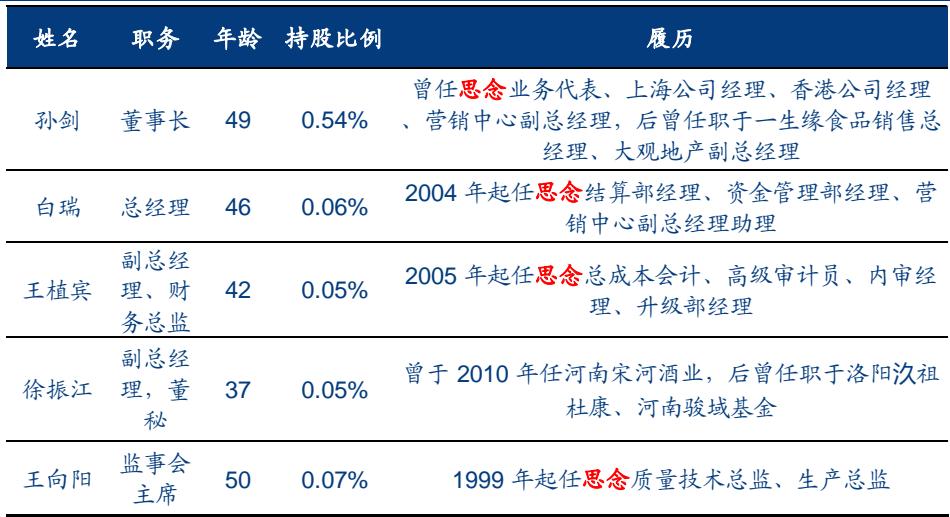 姓名 职务 年龄 持股比例 履历
曾任思念业务代表、上海公司经理、香港公司经理
孙剑 董事长 49 0.54% 、营销中心副总经理，后曾任职于一生缘食品销售总
经理、大观地产副总经理
白瑞 总经理 46 0.06% 2004 年起任思念结算部经理、资金管理部经理、营
销中心副总经理助理
副总经
王植宾 理、财 42 0.05% 2005 年起任思念总成本会计、高级审计员、内审经
务总监 理、升级部经理
副总经
徐振江 理，董 37 0.05% 曾于 2010 年任河南宋河酒业，后曾任职于洛阳汣祖
秘 杜康、河南骏域基金
王向阳 监事会 50 0.07% 1999 年起任思念质量技术总监、生产总监
主席